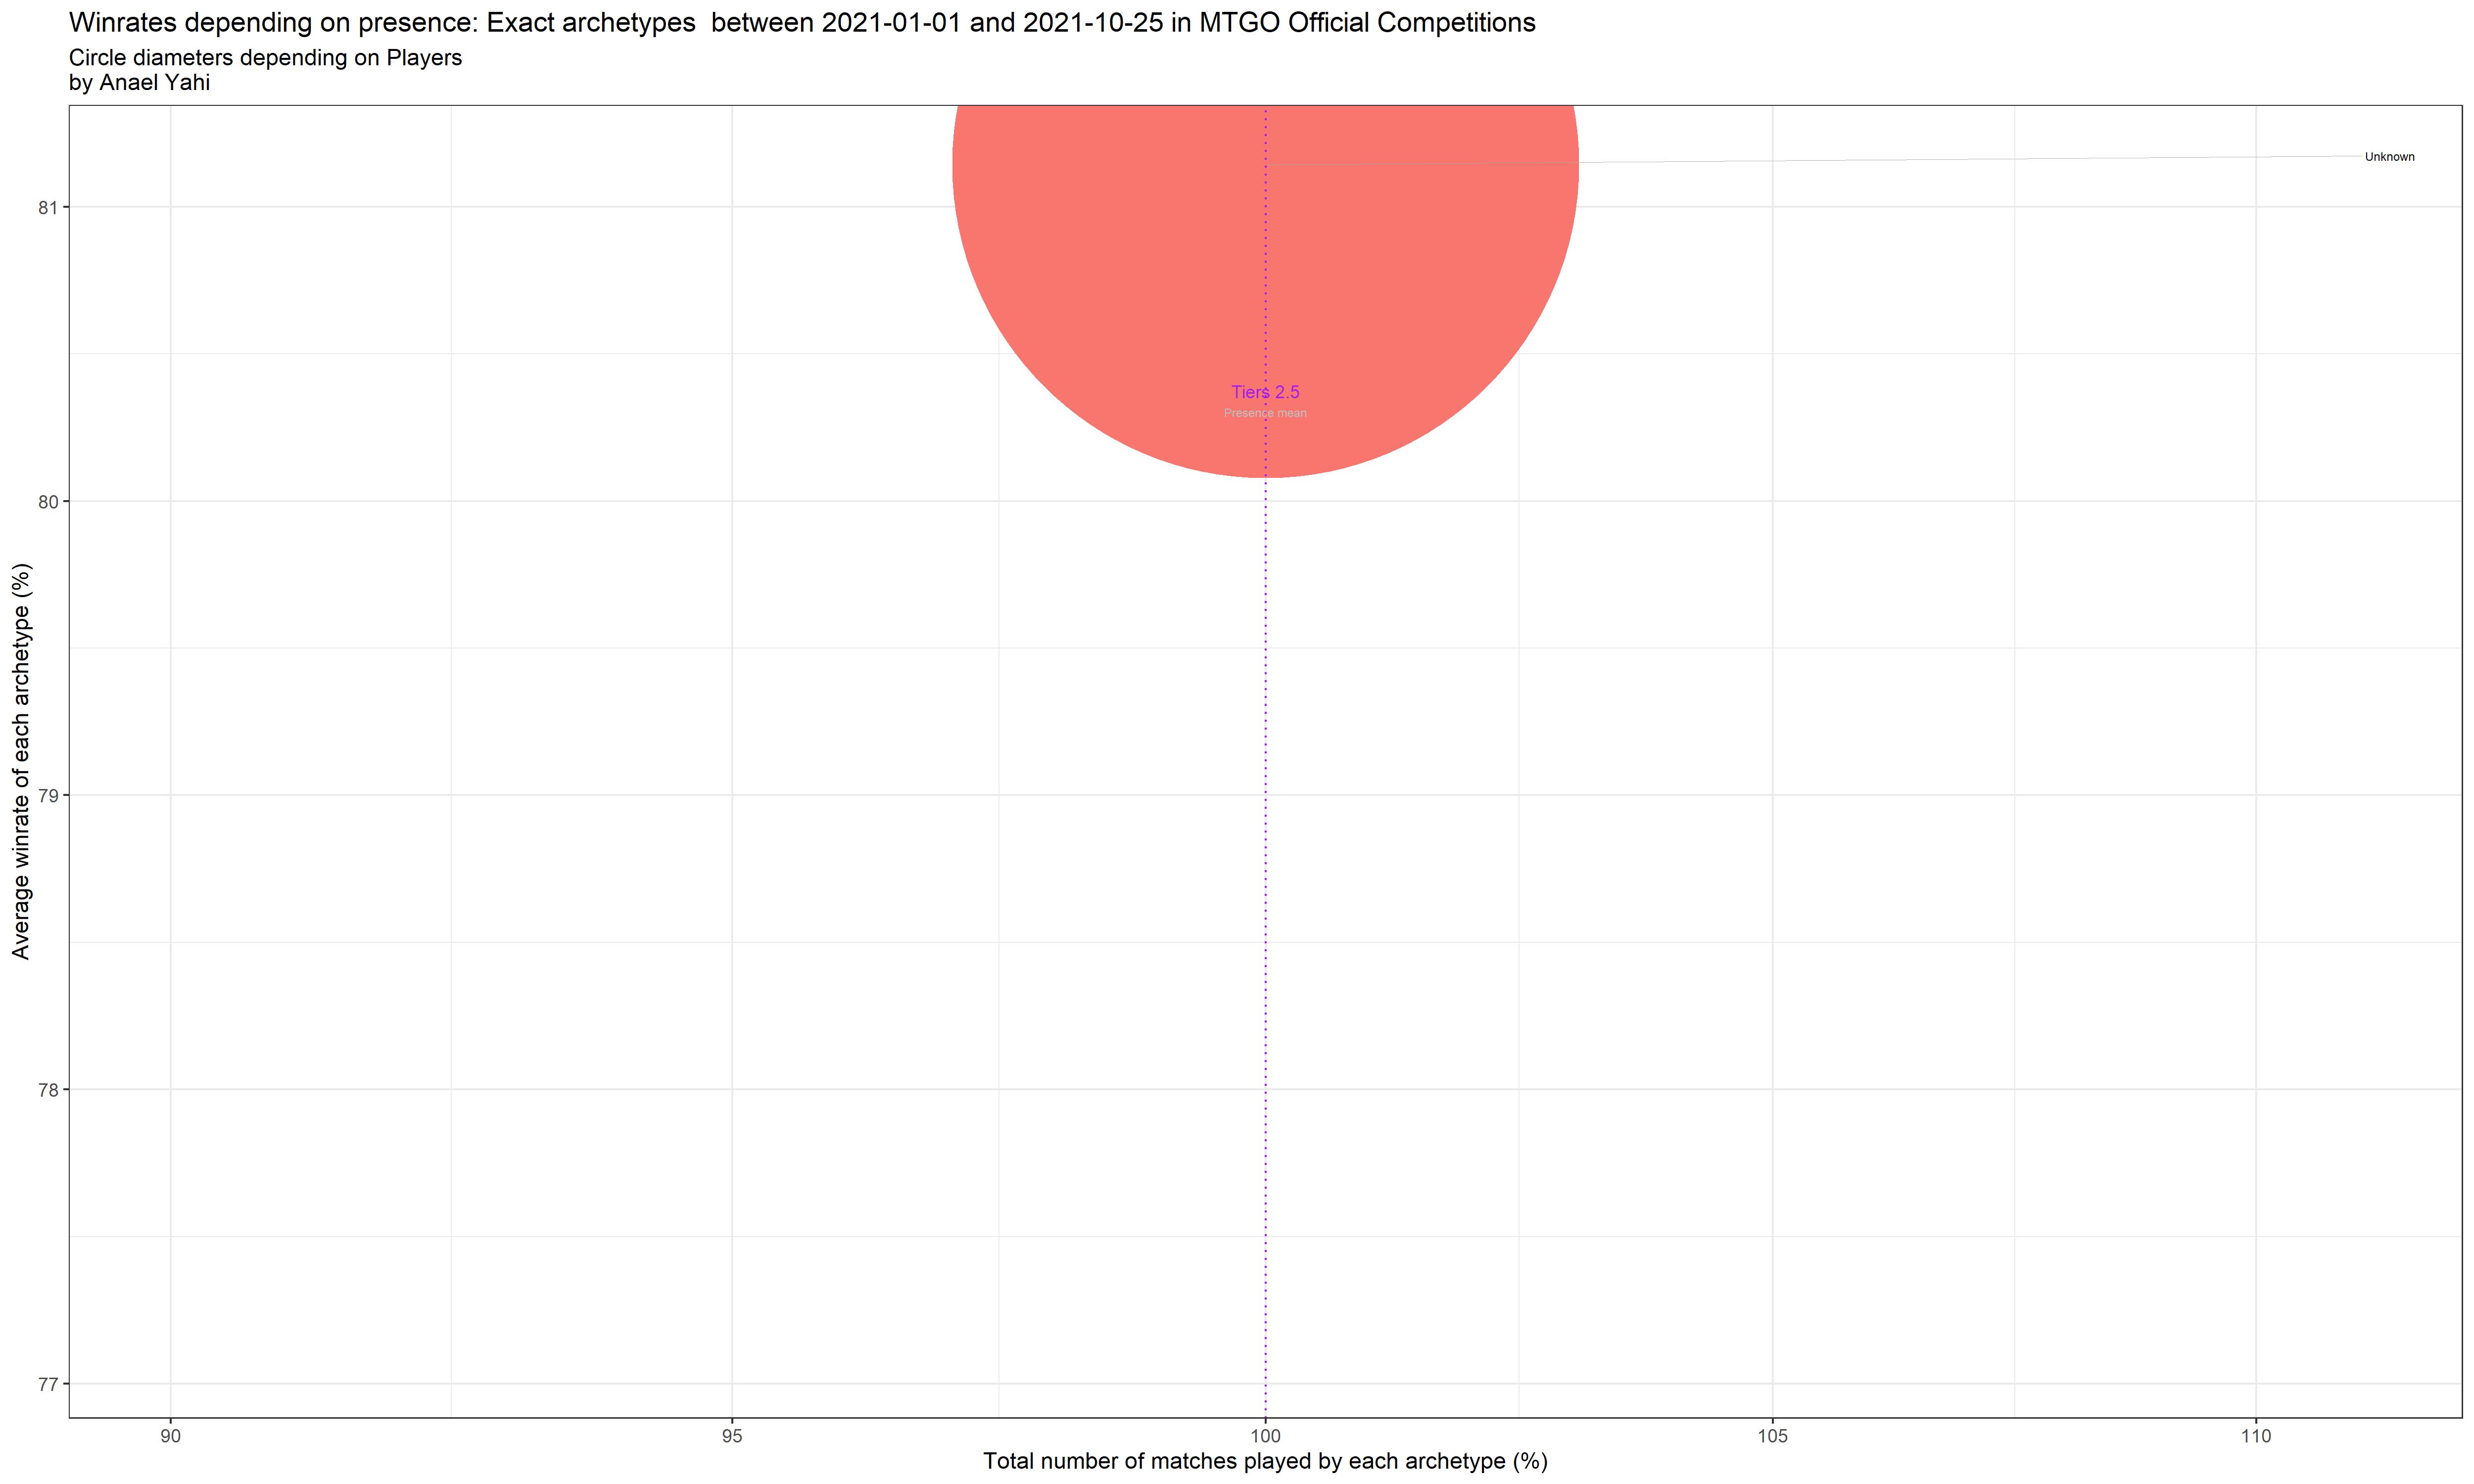 Winrates depending on presence: Exact archetypes  between 2021-01-01 and 2021-10-25 in MTGO Official Competitions
Circle diameters depending on Players
by Anael Yahi
Unknown
81
Tiers 2.5
Presence mean
80
Average winrate of each archetype (%)
79
78
77
90 95 100 105 110
Total number of matches played by each archetype (%)